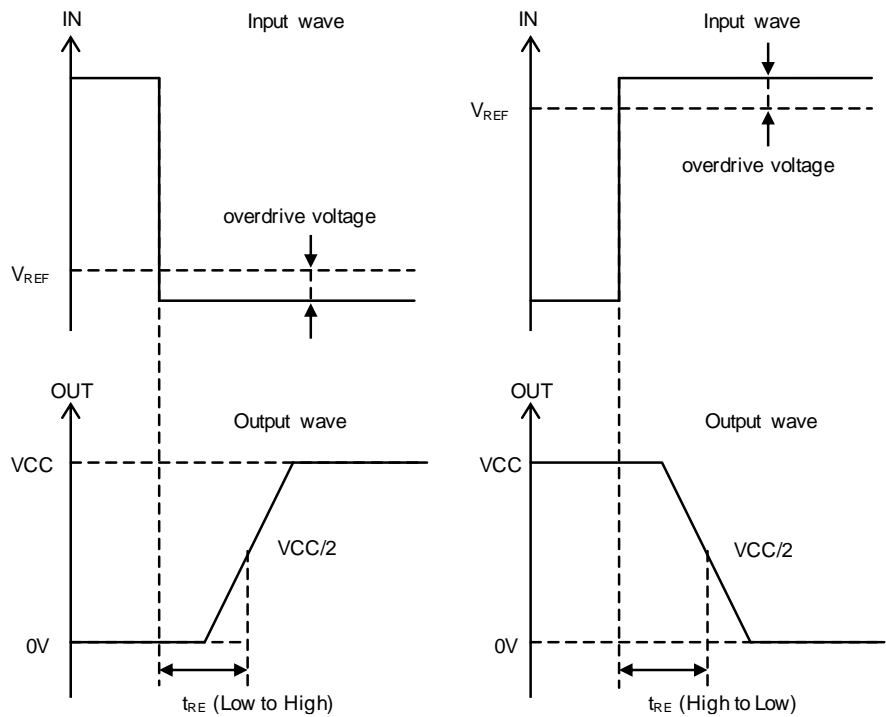 IN
Input wave
overdrive voltage
VREF
OUT
Output wave
VCC
VCC/2
0V
tRE (Low to High)
IN
Input wave
VREF
overdrive voltage
OUT
Output wave
VCC
VCC/2
0V
tRE (High to Low)